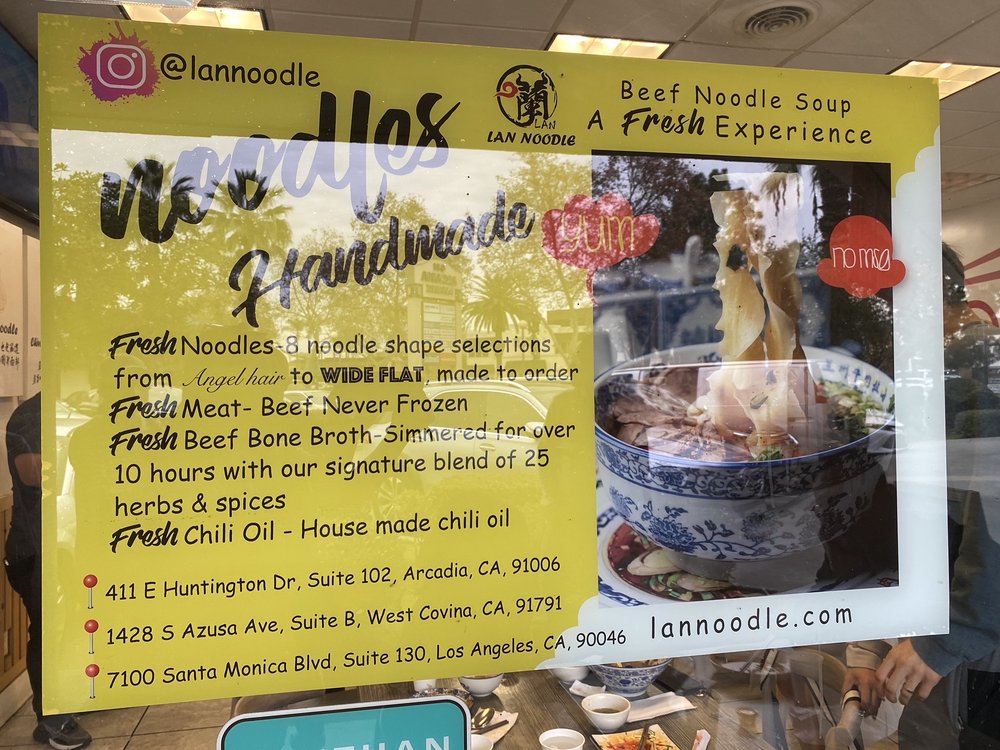 @lannoodle
noodles
Handmade
蘭
LAN
LAN NOODLE
Beef Noodle Soup
A Fresh Experience
yum
no msg
Fresh Noodles-8 noodle shape selections
from Angel hair to WIDE FLAT, made to order
Fresh Meat- Beef Never Frozen
Fresh Beef Bone Broth-Simmered for over
10 hours with our signature blend of 25
herbs & spices
Fresh Chili Oil - House made chili oil
411 E Huntington Dr, Suite 102, Arcadia, CA, 91006
1428 S Azusa Ave, Suite B, West Covina, CA, 91791
7100 Santa Monica Blvd, Suite 130, Los Angeles, CA, 90046
lannoodle.com